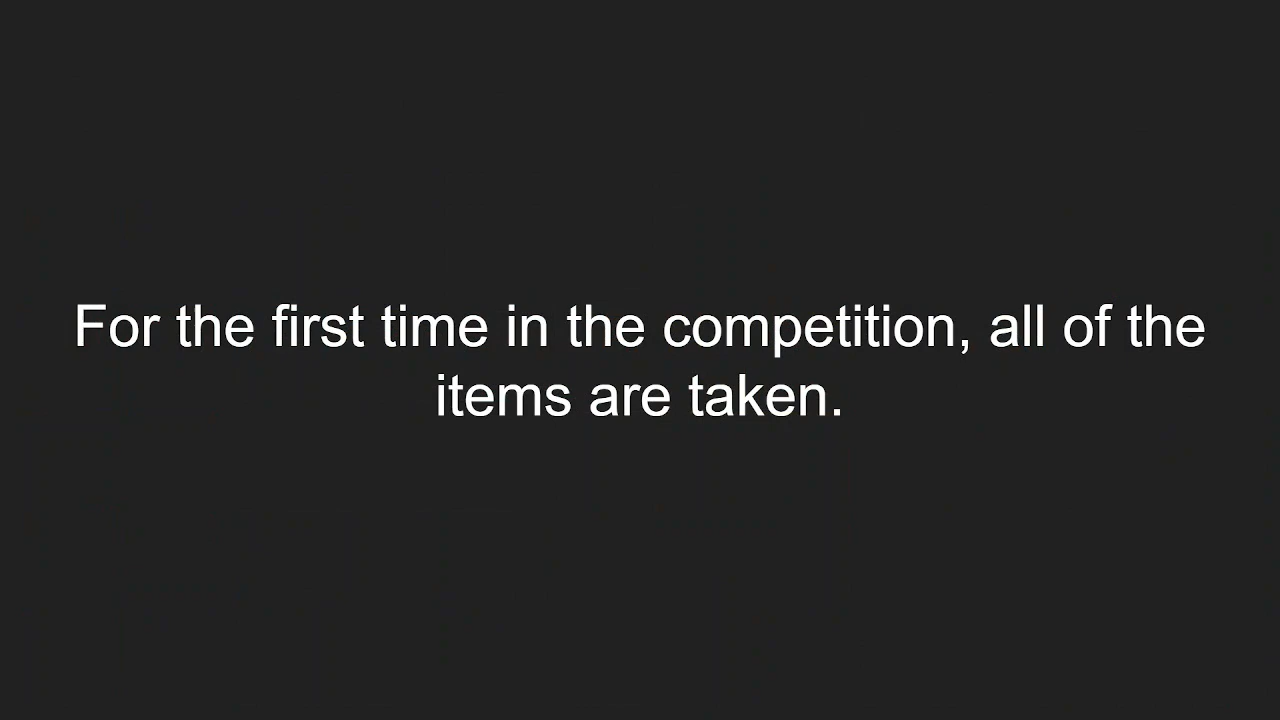 For the first time in the competition, all of the
items are taken.